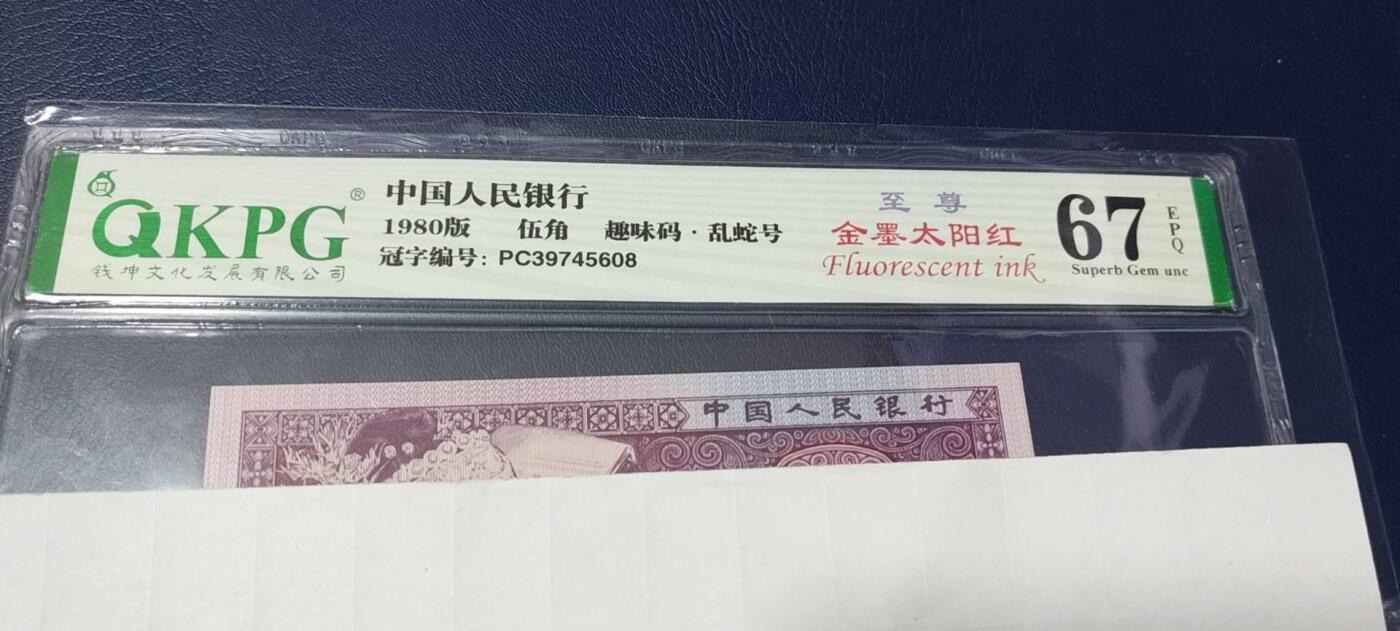 QKPG®
钱坤文化发展有限公司
中国人民银行
1980版 伍角 趣味码·乱蛇号
冠字编号: PC39745608
至尊
金墨太阳红
Fluorescent ink
67
EPQ
Superb Gem unc
中国人民银行